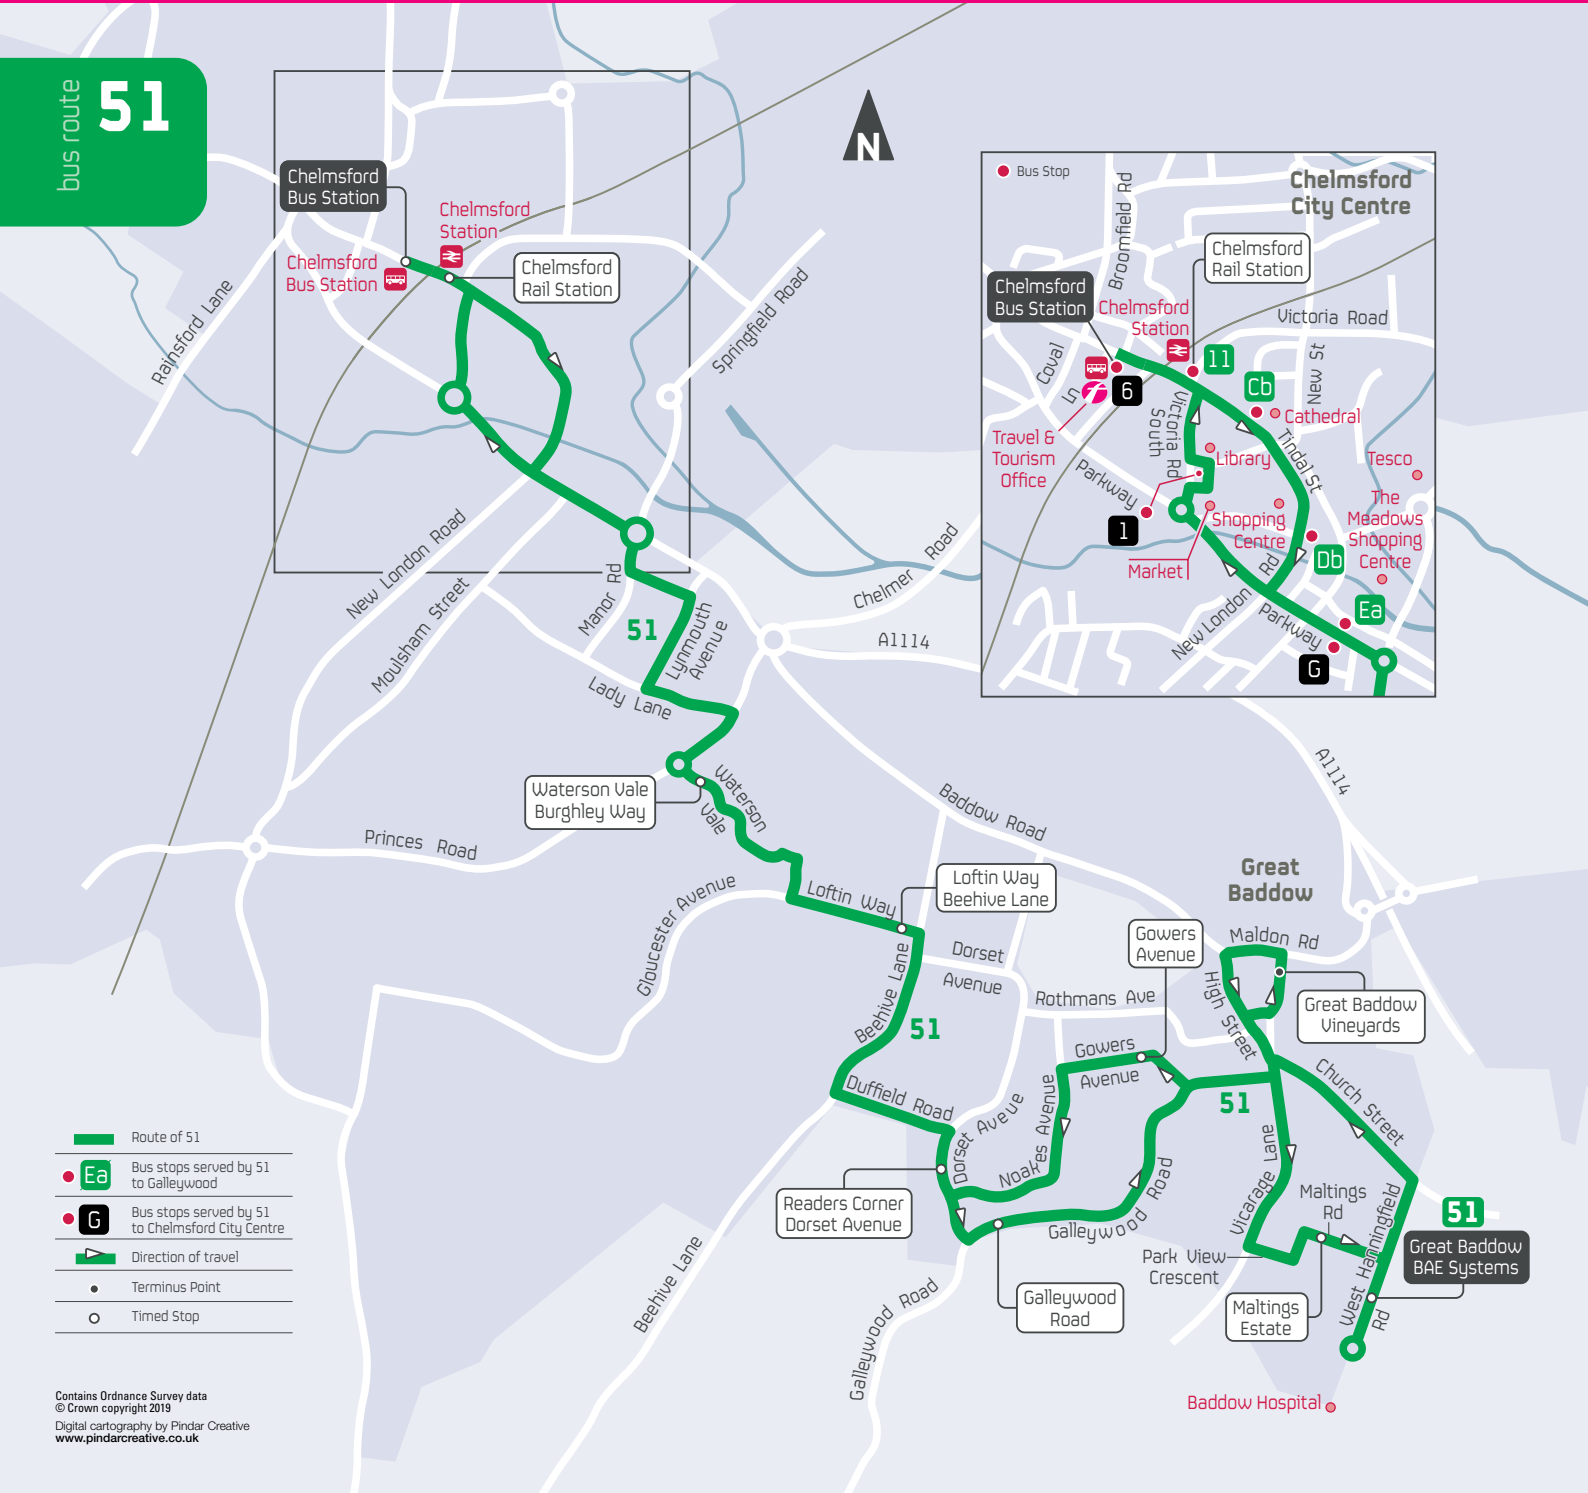 bus route
51
N
Chelmsford
Bus Station
Chelmsford
Station
Chelmsford
Bus Station
Chelmsford
Rail Station
Rainsford Lane
Springfield Road
New London Road
Moulsham Street
Manor Rd
51
Lynmouth
Avenue
Lady Lane
Chelmer Road
A1114
Bus Stop
Chelmsford
City Centre
Broomfield Rd
Chelmsford
Rail Station
Chelmsford
Bus Station
Chelmsford
Station
Victoria Road
Coval
Ln
6
11
New St
Cb
Cathedral
Victoria Rd
South
Tindal St
Travel &
Tourism
Office
Library
Tesco
Parkway
1
Shopping
Centre
The
Meadows
Shopping
Centre
Market
Db
New London Rd
Parkway
Ea
G
A1114
Waterson Vale
Burghley Way
Waterson
Vale
Princes Road
Baddow Road
Gloucester Avenue
Loftin Way
Loftin Way
Beehive Lane
Great
Baddow
Gowers
Avenue
Maldon Rd
Dorset
Avenue
Beehive Lane
51
Rothmans Ave
High Street
Great Baddow
Vineyards
Gowers
Avenue
Duffield Road
Dorset Aveue
Noakes Avenue
51
Church Street
Readers Corner
Dorset Avenue
Galleywood Road
Vicarage Lane
Maltings
Rd
West Hanningfield
Rd
51
Great Baddow
BAE Systems
Park View
Crescent
Beehive Lane
Galleywood Road
Galleywood
Road
Maltings
Estate
Baddow Hospital
Route of 51
Ea
Bus stops served by 51
to Galleywood
G
Bus stops served by 51
to Chelmsford City Centre
Direction of travel
Terminus Point
Timed Stop
Contains Ordnance Survey data
© Crown copyright 2019
Digital cartography by Pindar Creative
www.pindarcreative.co.uk